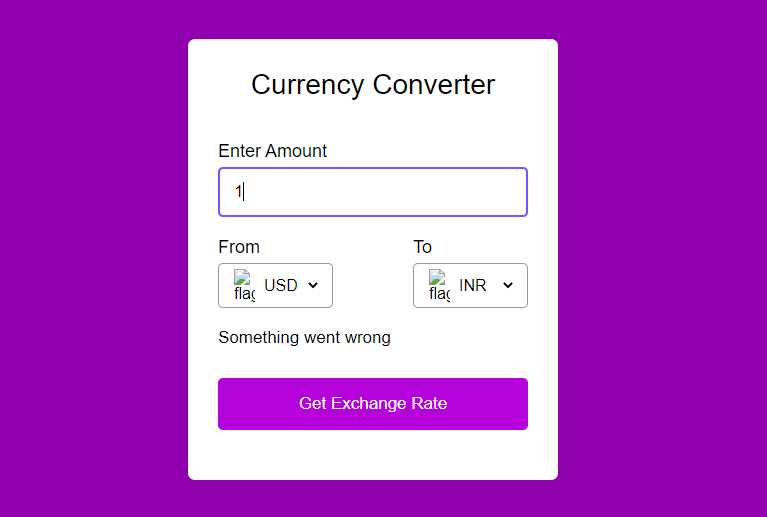 Currency Converter
Enter Amount
1
From To
flag USD flag INR
Something went wrong
Get Exchange Rate